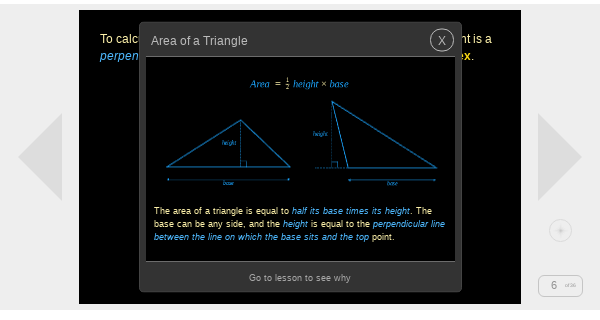 To calc
nt is a
perpen
ex.
Area of a Triangle
X
Area = 1/2 height × base
height
height
base
base
The area of a triangle is equal to half its base times its height. The
base can be any side, and the height is equal to the perpendicular line
between the line on which the base sits and the top point.
Go to lesson to see why
6